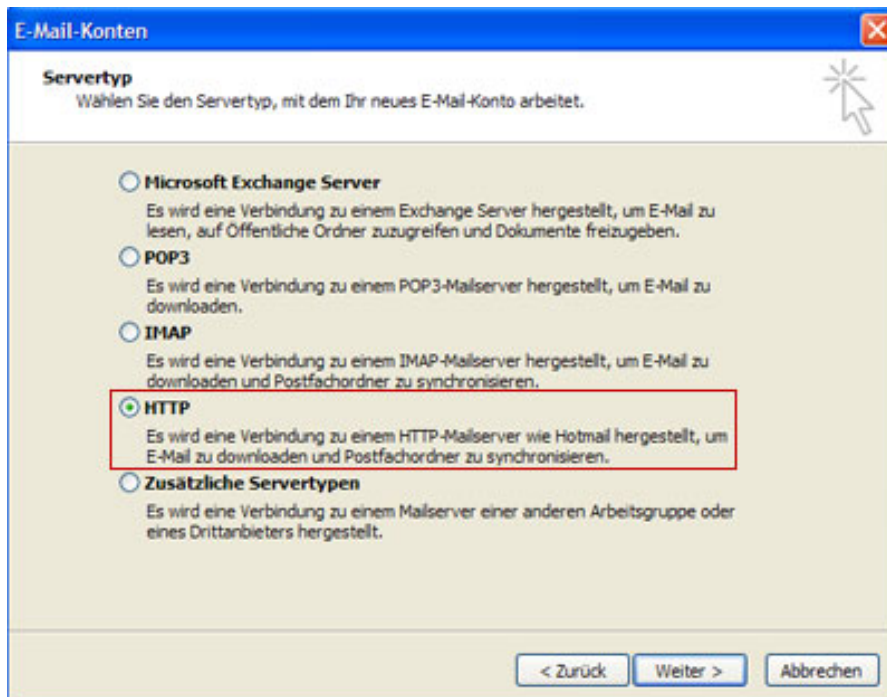 E-Mail-Konten
Servertyp
Wählen Sie den Servertyp, mit dem Ihr neues E-Mail-Konto arbeitet.
Microsoft Exchange Server
Es wird eine Verbindung zu einem Exchange Server hergestellt, um E-Mail zu
lesen, auf Öffentliche Ordner zuzugreifen und Dokumente freizugeben.
POP3
Es wird eine Verbindung zu einem POP3-Mailserver hergestellt, um E-Mail zu
downloaden.
IMAP
Es wird eine Verbindung zu einem IMAP-Mailserver hergestellt, um E-Mail zu
downloaden und Postfachordner zu synchronisieren.
HTTP
Es wird eine Verbindung zu einem HTTP-Mailserver wie Hotmail hergestellt, um
E-Mail zu downloaden und Postfachordner zu synchronisieren.
Zusätzliche Servertypen
Es wird eine Verbindung zu einem Mailserver einer anderen Arbeitsgruppe oder
eines Drittanbieters hergestellt.
< Zurück Weiter > Abbrechen